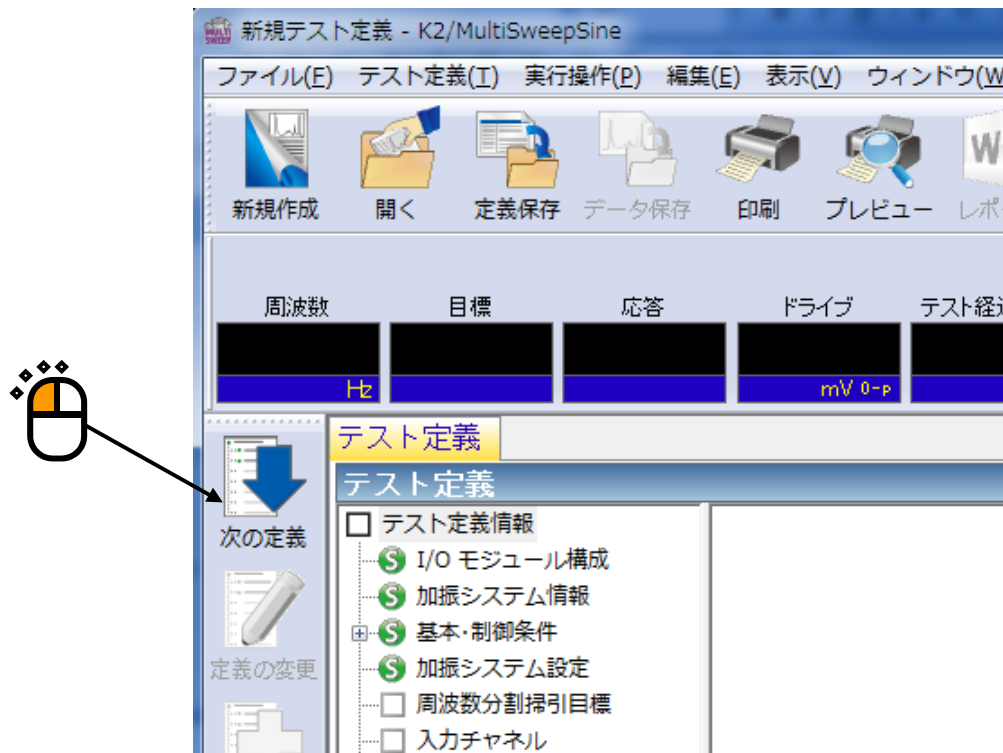 新規テスト定義 - K2/MultiSweepSine
ファイル(F) テスト定義(T) 実行操作(P) 編集(E) 表示(V) ウィンドウ(W
新規作成 開く 定義保存 データ保存 印刷 プレビュー レポ
周波数 目標 応答 ドライブ テスト経過
Hz mV 0-P
テスト定義
テスト定義
次の定義
テスト定義情報
I/O モジュール構成
加振システム情報
基本・制御条件
定義の変更
加振システム設定
周波数分割掃引目標
入力チャネル